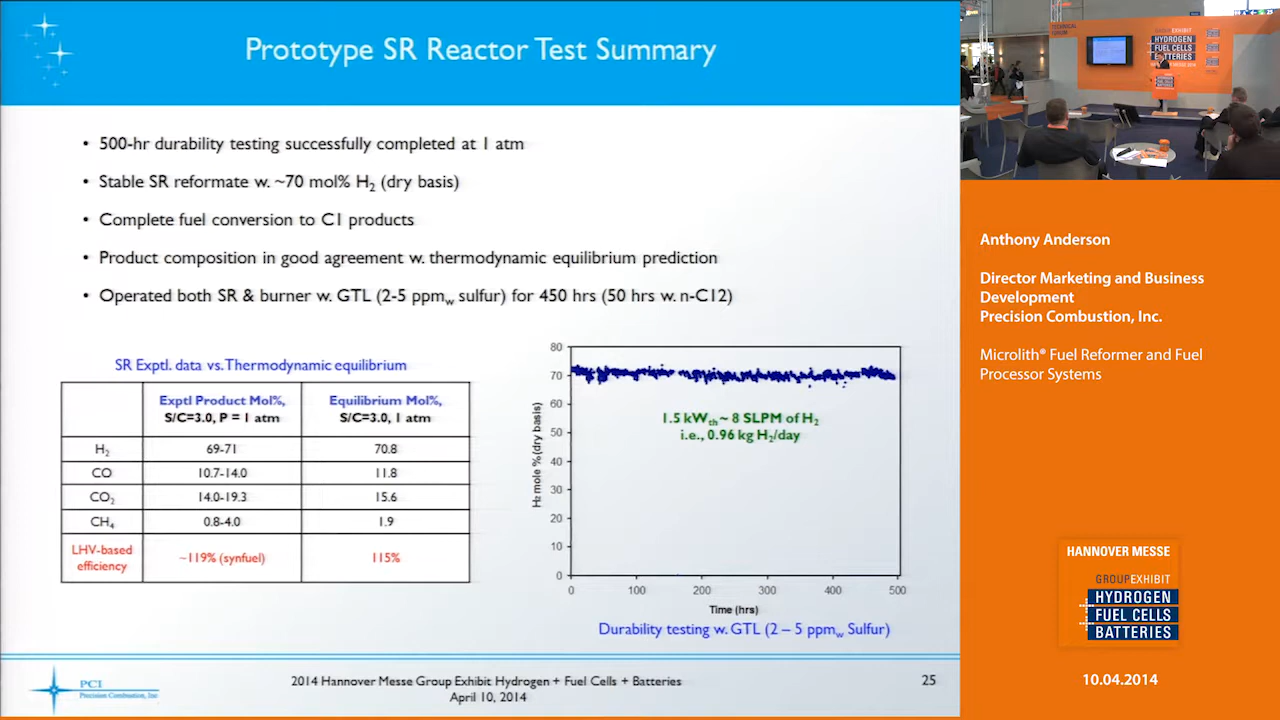 Prototype SR Reactor Test Summary
• 500-hr durability testing successfully completed at 1 atm
• Stable SR reformate w. ~70 mol% H₂ (dry basis)
• Complete fuel conversion to C1 products
• Product composition in good agreement w. thermodynamic equilibrium prediction
• Operated both SR & burner w. GTL (2-5 ppmw sulfur) for 450 hrs (50 hrs w. n-C12)
SR Exptl. data vs. Thermodynamic equilibrium
Exptl Product Mol%, S/C=3.0, P = 1 atm
Equilibrium Mol%, S/C=3.0, 1 atm
H₂ 69-71 70.8
CO 10.7-14.0 11.8
CO₂ 14.0-19.3 15.6
CH₄ 0.8-4.0 1.9
LHV-based efficiency ~119% (synfuel) 115%
H₂ mole % (dry basis)
80
70
60
50
40
30
20
10
0
1.5 kWth ~ 8 SLPM of H₂
i.e., 0.96 kg H₂/day
0 100 200 300 400 500
Time (hrs)
Durability testing w. GTL (2 – 5 ppmw Sulfur)
PCI
Precision Combustion, Inc
2014 Hannover Messe Group Exhibit Hydrogen + Fuel Cells + Batteries
April 10, 2014
25
TECHNICAL
FORUM
GROUP EXHIBIT
HYDROGEN
FUEL CELLS
BATTERIES
Anthony Anderson
Director Marketing and Business
Development
Precision Combustion, Inc.
Microlith® Fuel Reformer and Fuel
Processor Systems
HANNOVER MESSE
GROUPEXHIBIT
HYDROGEN
FUEL CELLS
BATTERIES
10.04.2014